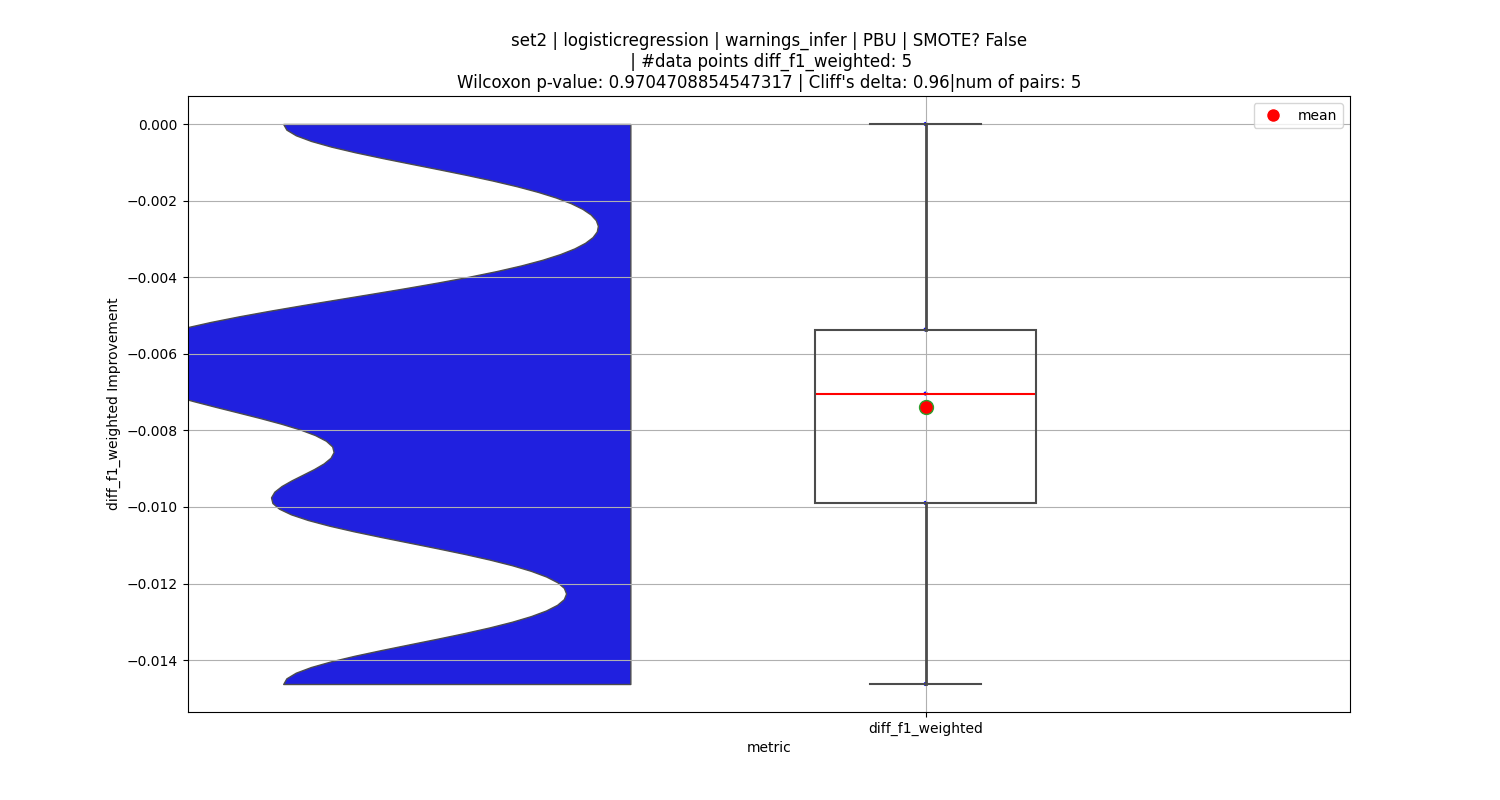 set2 | logisticregression | warnings_infer | PBU | SMOTE? False
| #data points diff_f1_weighted: 5
Wilcoxon p-value: 0.9704708854547317 | Cliff's delta: 0.96|num of pairs: 5
mean
0.000
−0.002
−0.004
−0.006
−0.008
−0.010
−0.012
−0.014
diff_f1_weighted Improvement
diff_f1_weighted
metric